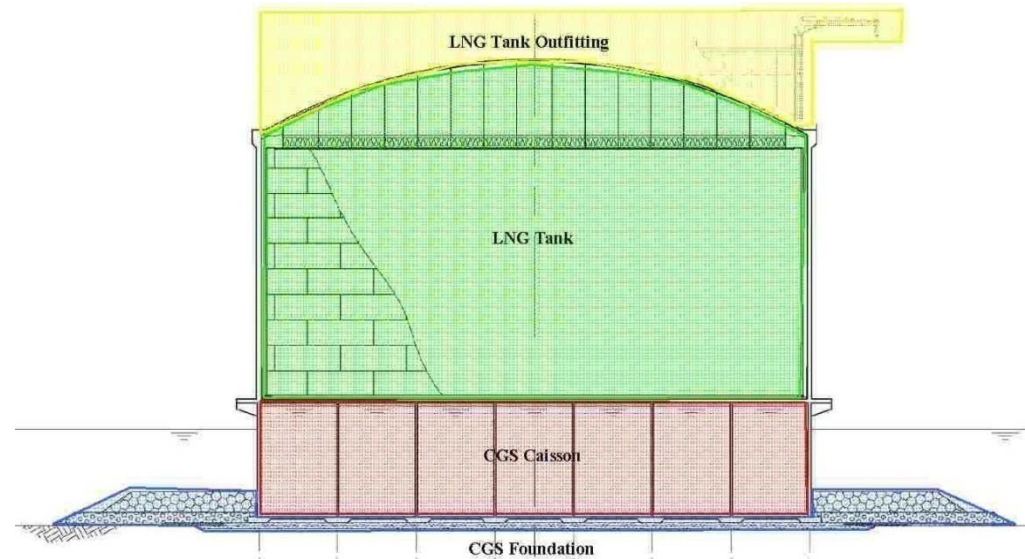 LNG Tank Outfitting
LNG Tank
CGS Caisson
CGS Foundation